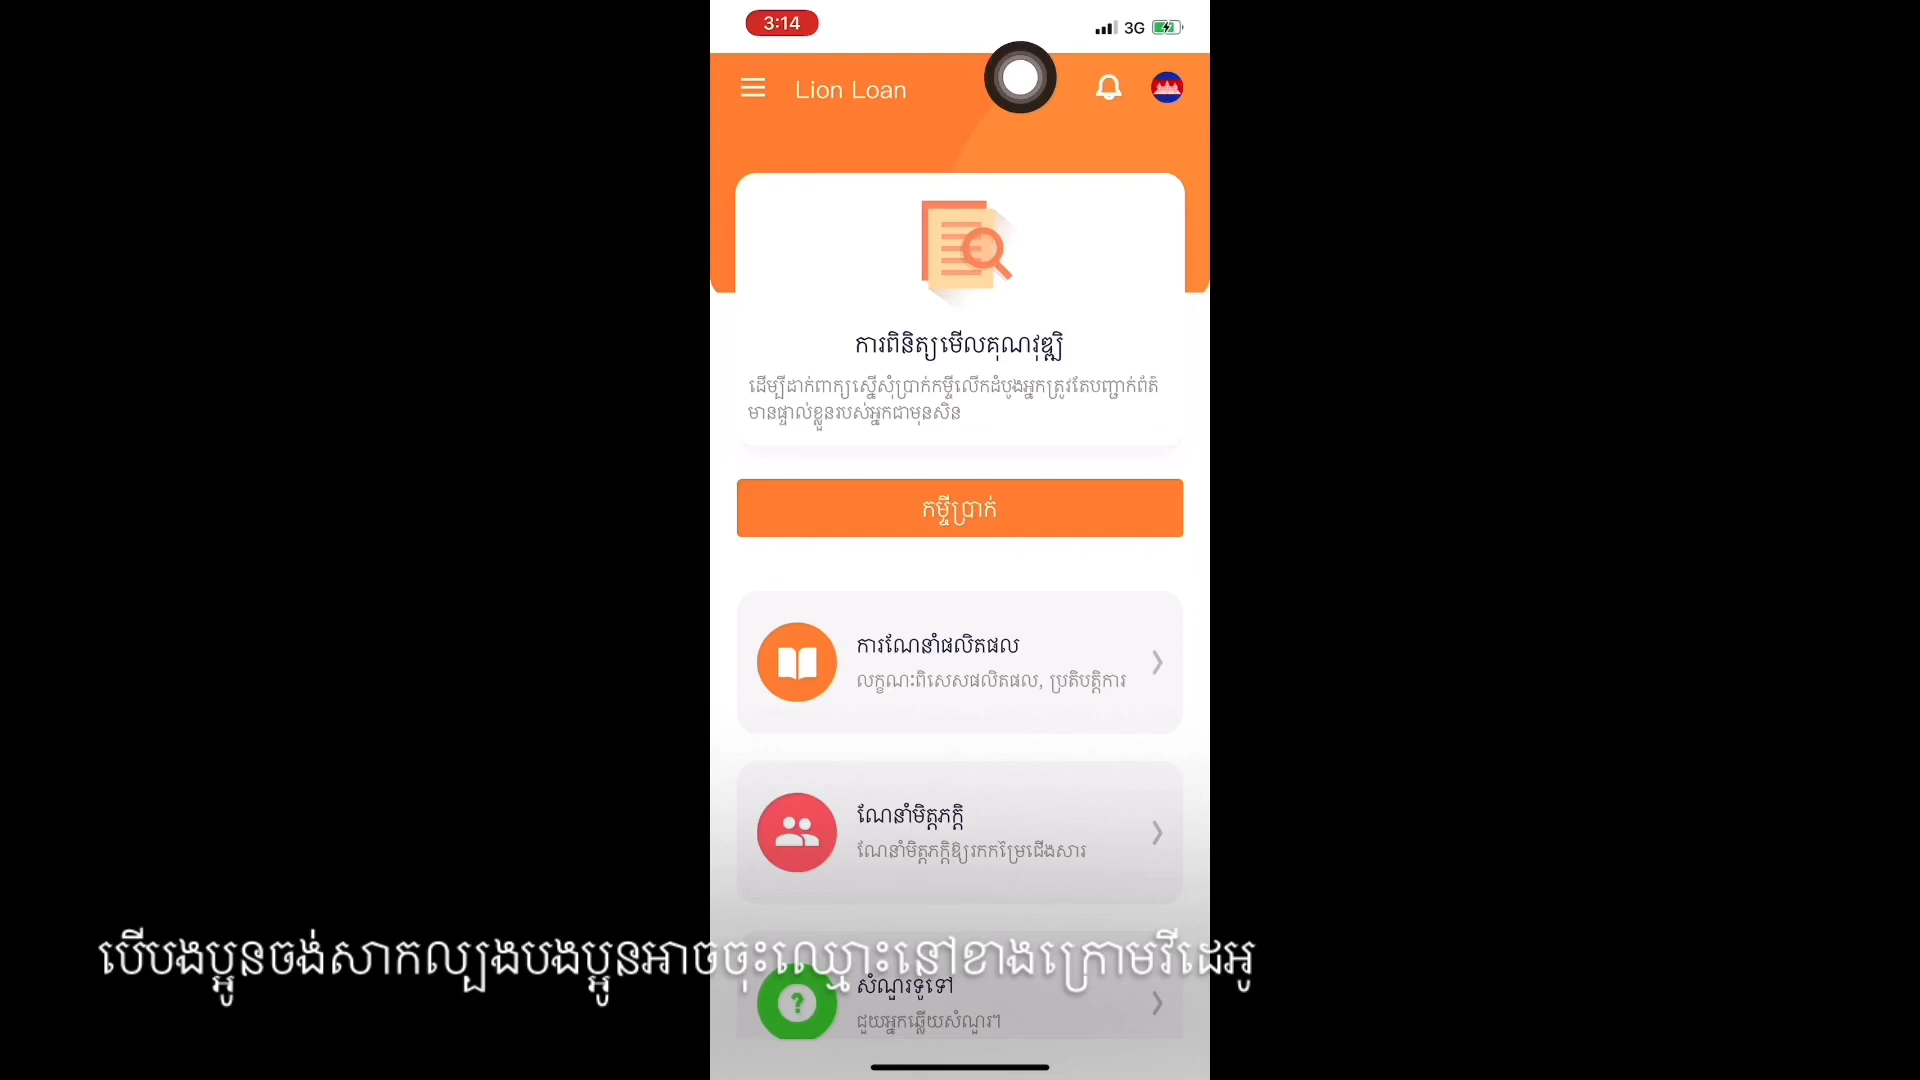 3:14
3G
Lion Loan
ការពិនិត្យមើលគុណវុឌ្ឍិ
ដើម្បីដាក់ពាក្យស្នើសុំប្រាក់កម្ចីលើកដំបូងអ្នកត្រូវតែបញ្ជាក់ព័ត៌
មានផ្ទាល់ខ្លួនរបស់អ្នកជាមុនសិន
កម្ចីប្រាក់
ការណែនាំផលិតផល
លក្ខណៈពិសេសផលិតផល, ប្រតិបត្តិការ
ណែនាំមិត្តភក្តិ
ណែនាំមិត្តភក្តិឱ្យរកកម្រៃជើងសារ
បើបងប្អូនចង់សាកល្បងបងប្អូនអាចចុះឈ្មោះនៅខាងក្រោមវីដេអូ
សំណួរទូទៅ
ជួយអ្នកឆ្លើយសំណួរ។